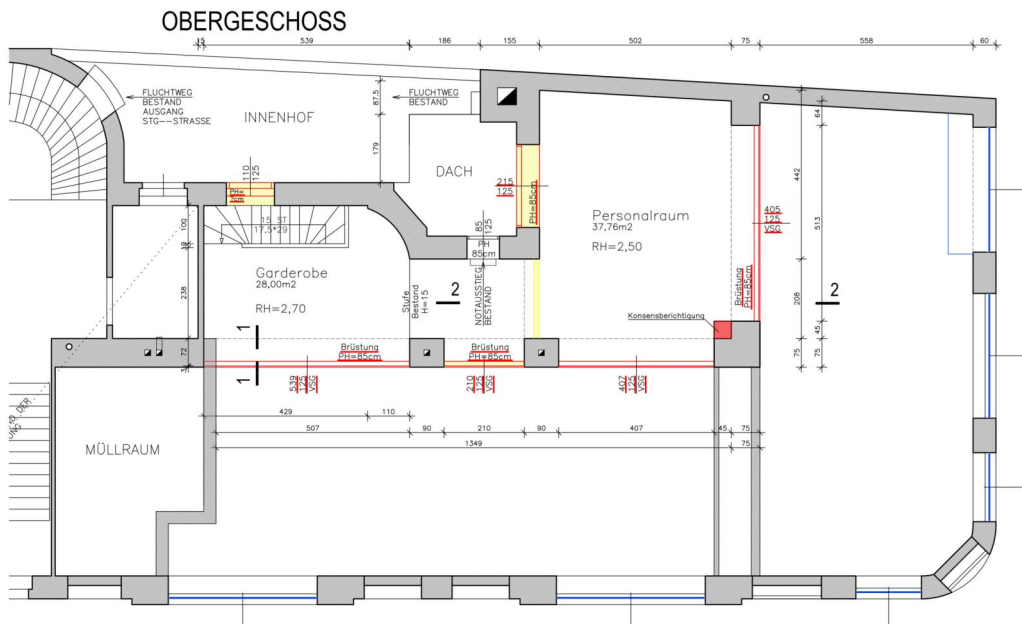 OBERGESCHOSS
15
539
186
155
502
75
558
60
FLUCHTWEG
BESTAND
AUSGANG
STG--STRASSE
FLUCHTWEG
BESTAND
87.5
179
INNENHOF
DACH
110
125
PH=
7cm
215
125
PH=85cm
85
125
PH
85cm
15 ST
17,5*29
Garderobe
28,00m2
RH=2,70
Stufe
Bestand
H=15
2
NOTAUSSTIEG
BESTAND
Personalraum
37,76m2
RH=2,50
405
125
VSG
Brüstung
PH=85cm
442
208
75
64
513
45
75
2
100
238
72
1
1
Brüstung
PH=85cm
Brüstung
PH=85cm
Konsensberichtigung
539
125
VSG
210
125
VSG
407
125
VSG
429
110
507
90
210
90
407
45
75
1349
75
MÜLLRAUM